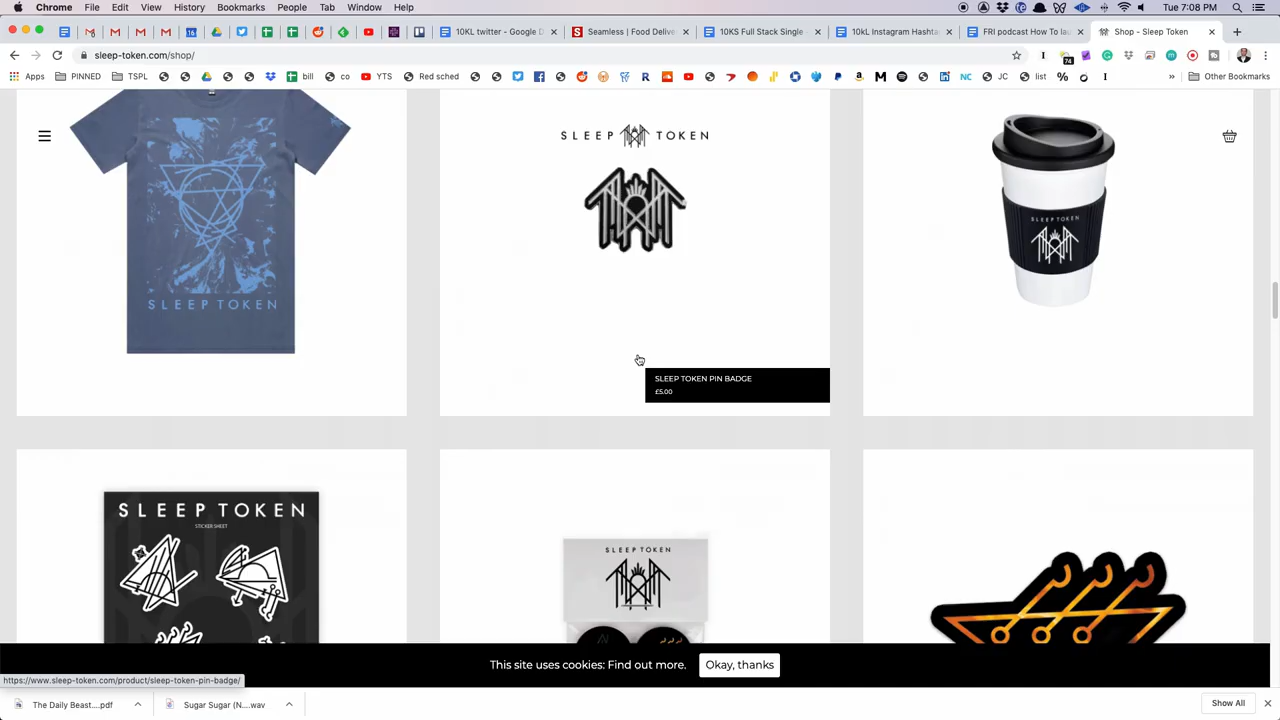 Chrome File Edit View History Bookmarks People Tab Window Help Tue 7:08 PM
10KL twitter - Google D Seamless | Food Delive 10KS Full Stack Single 10kL Instagram Hashta FRI podcast How To lau Shop - Sleep Token
sleep-token.com/shop/ 74
Apps PINNED TSPL bill co YTS Red sched NC JC list Other Bookmarks
SLEEP TOKEN
SLEEP TOKEN
SLEEP TOKEN
SLEEP TOKEN PIN BADGE
£5.00
SLEEP TOKEN
STICKER SHEET
SLEEP TOKEN
This site uses cookies: Find out more. Okay, thanks
https://www.sleep-token.com/product/sleep-token-pin-badge/
The Daily Beast....pdf Sugar Sugar (N....wav Show All